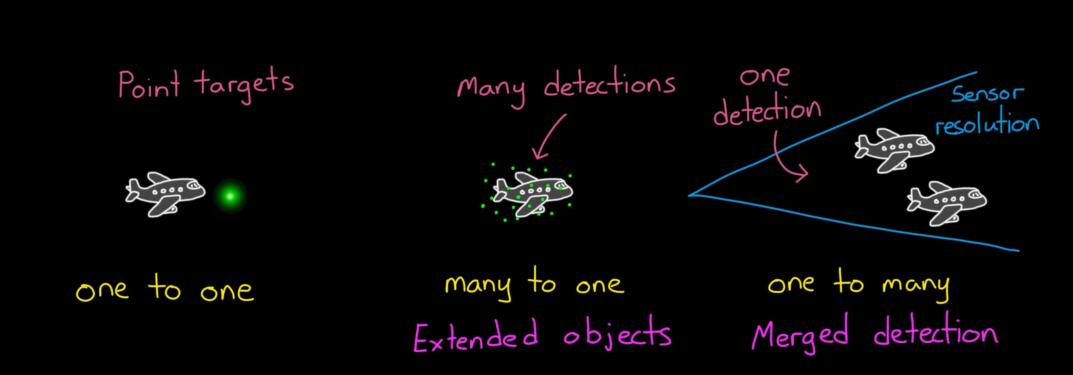 Point targets
one to one
Many detections
many to one
Extended objects
one
detection
Sensor
resolution
one to many
Merged detection